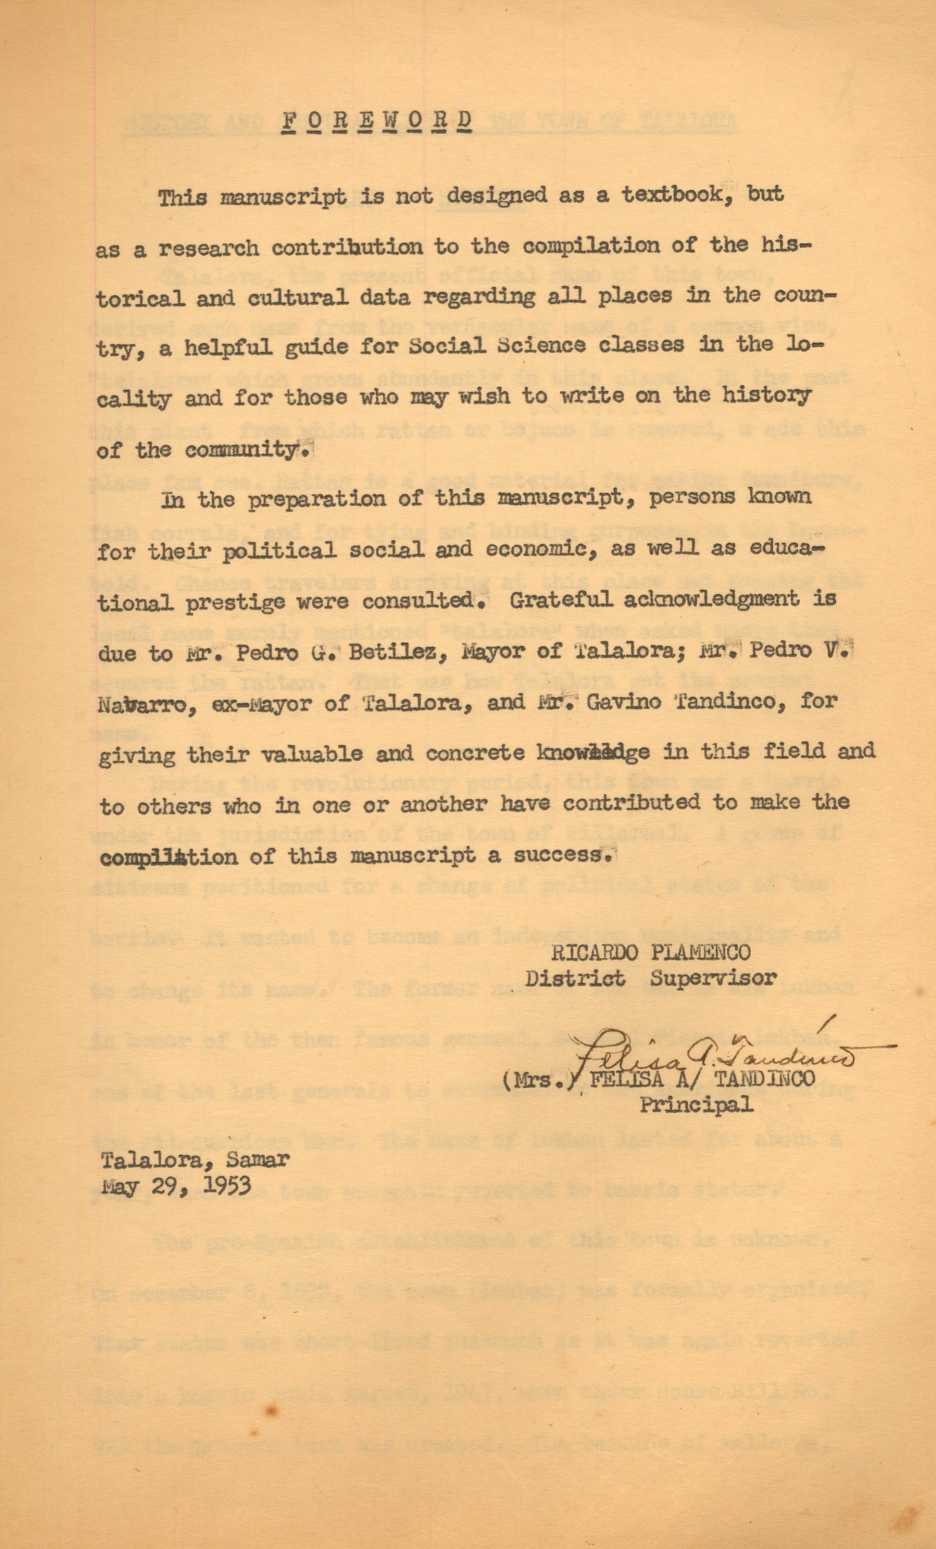 FOREWORD
This manuscript is not designed as a textbook, but
as a research contribution to the compilation of the his-
torical and cultural data regarding all places in the coun-
try, a helpful guide for Social Science classes in the lo-
cality and for those who may wish to write on the history
of the community.
In the preparation of this manuscript, persons known
for their political social and economic, as well as educa-
tional prestige were consulted. Grateful acknowledgment is
due to Mr. Pedro G. Betilez, Mayor of Talalora; Mr. Pedro V.
Navarro, ex-Mayor of Talalora, and Mr. Gavino Tandinco, for
giving their valuable and concrete knowledge in this field and
to others who in one or another have contributed to make the
compilation of this manuscript a success.
RICARDO PLAMENCO
District Supervisor
Felisa A. Tandinco
(Mrs.) FELISA A/ TANDINCO
Principal
Talalora, Samar
May 29, 1953